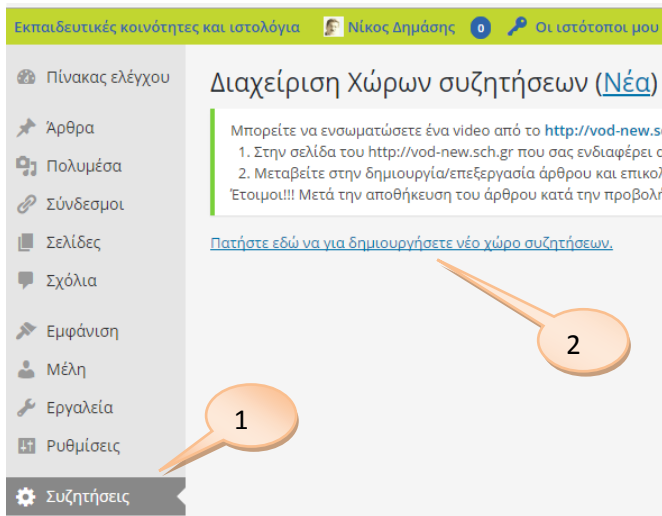 Εκπαιδευτικές κοινότητες και ιστολόγια Νίκος Δημάσης 0 Οι ιστότοποι μου
Πίνακας ελέγχου
Άρθρα
Πολυμέσα
Σύνδεσμοι
Σελίδες
Σχόλια
Εμφάνιση
Μέλη
Εργαλεία
Ρυθμίσεις
Συζητήσεις
Διαχείριση Χώρων συζητήσεων (Νέα)
Μπορείτε να ενσωματώσετε ένα video από το http://vod-new.s
1. Στην σελίδα του http://vod-new.sch.gr που σας ενδιαφέρει
2. Μεταβείτε στην δημιουργία/επεξεργασία άρθρου και
Έτοιμοι!!! Μετά την αποθήκευση του άρθρου κατά την
Πατήστε εδώ να για δημιουργήσετε νέο χώρο συζητήσεων.
1
2